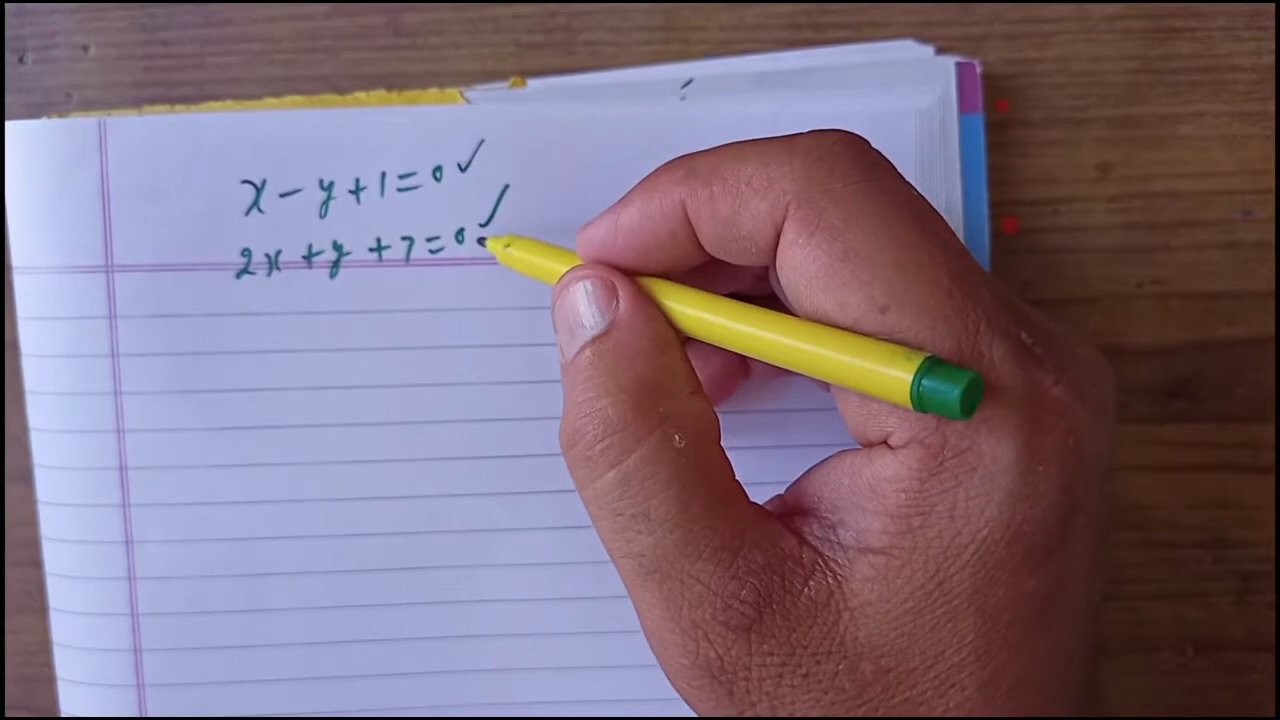 x - y + 1 = 0 ✓
2x + y + 7 = 0 ✓